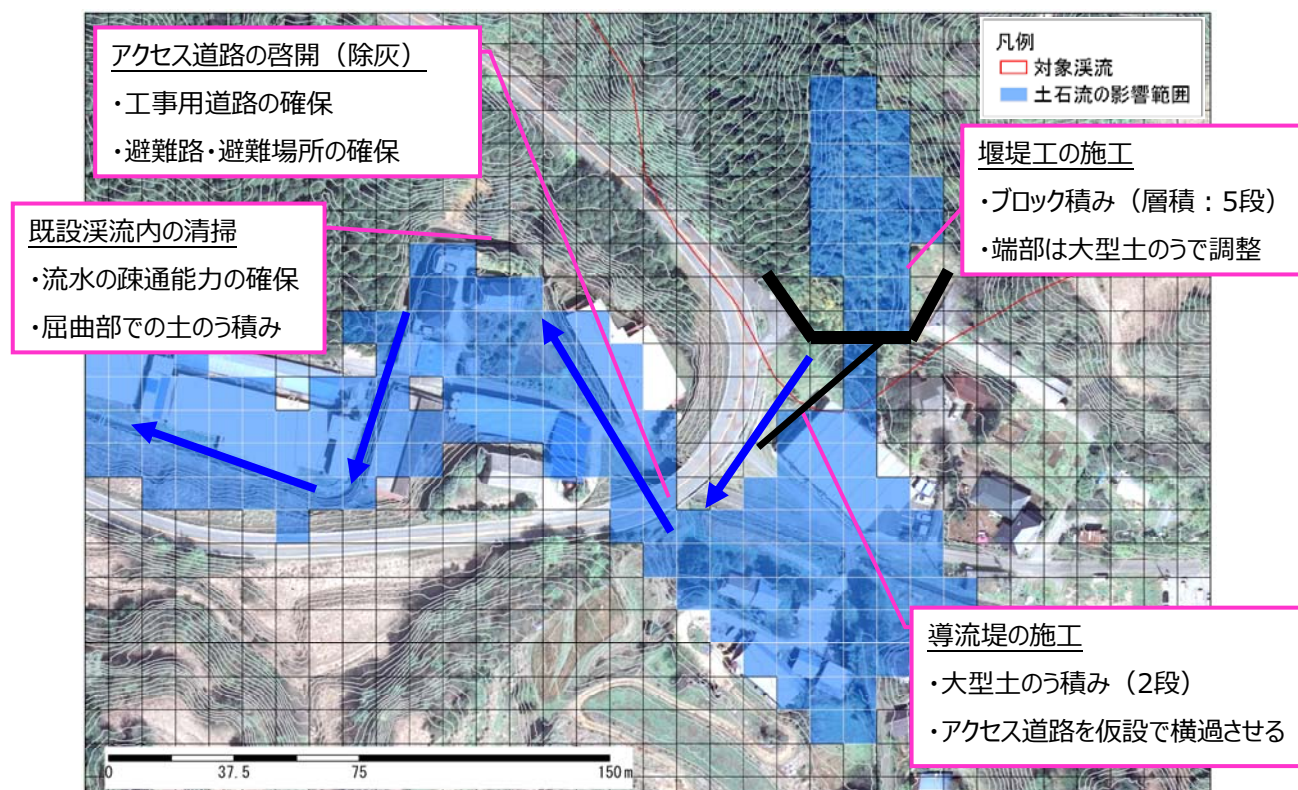 アクセス道路の啓開（除灰）
・工事用道路の確保
・避難路・避難場所の確保
凡例
対象渓流
土石流の影響範囲
堰堤工の施工
・ブロック積み（層積：5段）
・端部は大型土のうで調整
既設渓流内の清掃
・流水の疎通能力の確保
・屈曲部での土のう積み
導流堤の施工
・大型土のう積み（2段）
・アクセス道路を仮設で横過させる
0 37.5 75 150 m